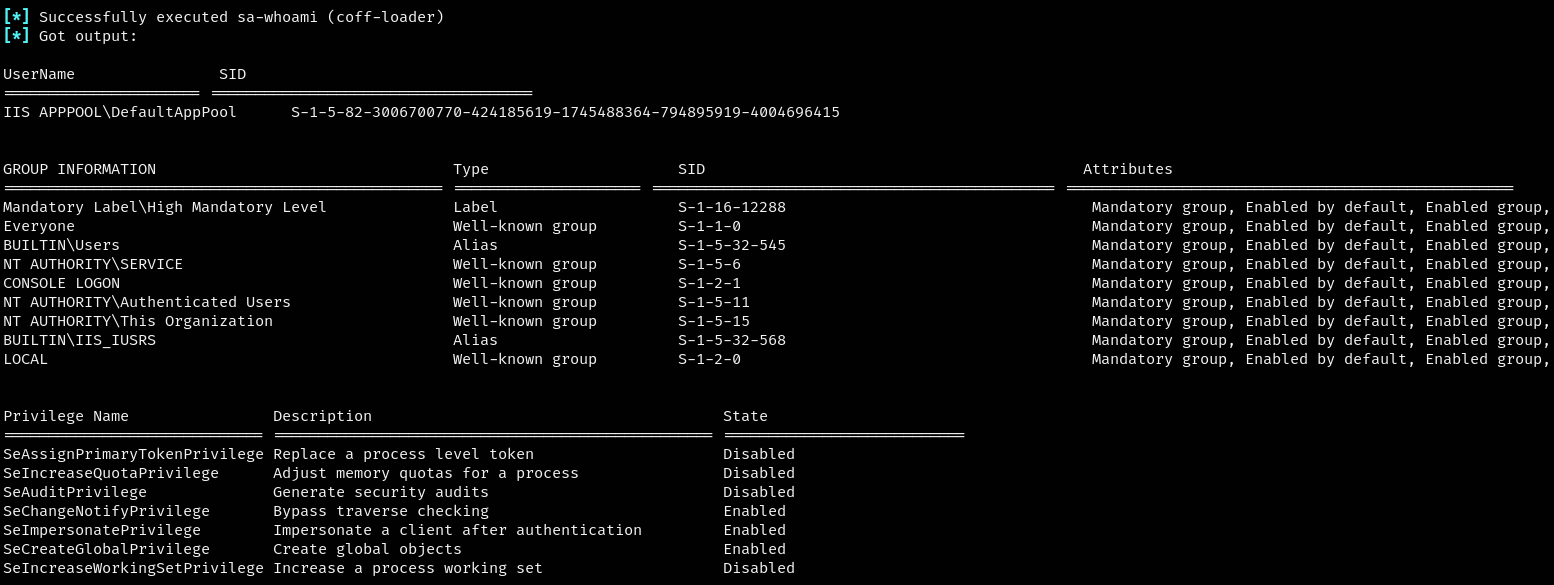 [*] Successfully executed sa-whoami (coff-loader)
[*] Got output:
UserName SID
====================== ====================================
IIS APPPOOL\DefaultAppPool S-1-5-82-3006700770-424185619-1745488364-794895919-4004696415
GROUP INFORMATION Type SID Attributes
================================================= ===================== ============================================= ==================================================
Mandatory Label\High Mandatory Level Label S-1-16-12288 Mandatory group, Enabled by default, Enabled group,
Everyone Well-known group S-1-1-0 Mandatory group, Enabled by default, Enabled group,
BUILTIN\Users Alias S-1-5-32-545 Mandatory group, Enabled by default, Enabled group,
NT AUTHORITY\SERVICE Well-known group S-1-5-6 Mandatory group, Enabled by default, Enabled group,
CONSOLE LOGON Well-known group S-1-2-1 Mandatory group, Enabled by default, Enabled group,
NT AUTHORITY\Authenticated Users Well-known group S-1-5-11 Mandatory group, Enabled by default, Enabled group,
NT AUTHORITY\This Organization Well-known group S-1-5-15 Mandatory group, Enabled by default, Enabled group,
BUILTIN\IIS_IUSRS Alias S-1-5-32-568 Mandatory group, Enabled by default, Enabled group,
LOCAL Well-known group S-1-2-0 Mandatory group, Enabled by default, Enabled group,
Privilege Name Description State
============================= ================================================= ===========================
SeAssignPrimaryTokenPrivilege Replace a process level token Disabled
SeIncreaseQuotaPrivilege Adjust memory quotas for a process Disabled
SeAuditPrivilege Generate security audits Disabled
SeChangeNotifyPrivilege Bypass traverse checking Enabled
SeImpersonatePrivilege Impersonate a client after authentication Enabled
SeCreateGlobalPrivilege Create global objects Enabled
SeIncreaseWorkingSetPrivilege Increase a process working set Disabled